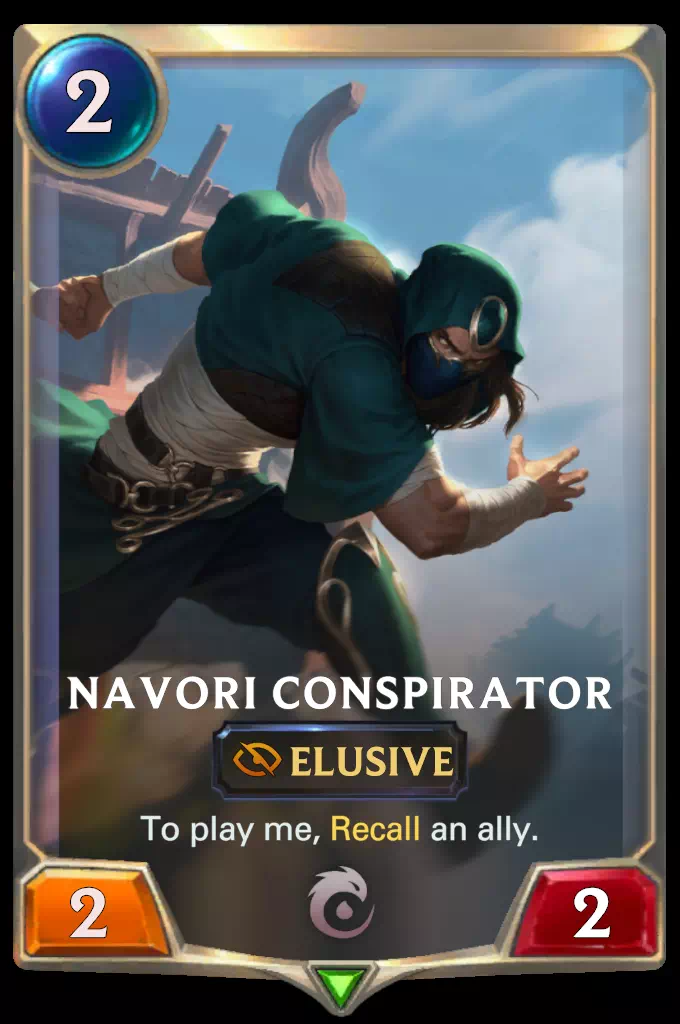 2
NAVORI CONSPIRATOR
ELUSIVE
To play me, Recall an ally.
2
2